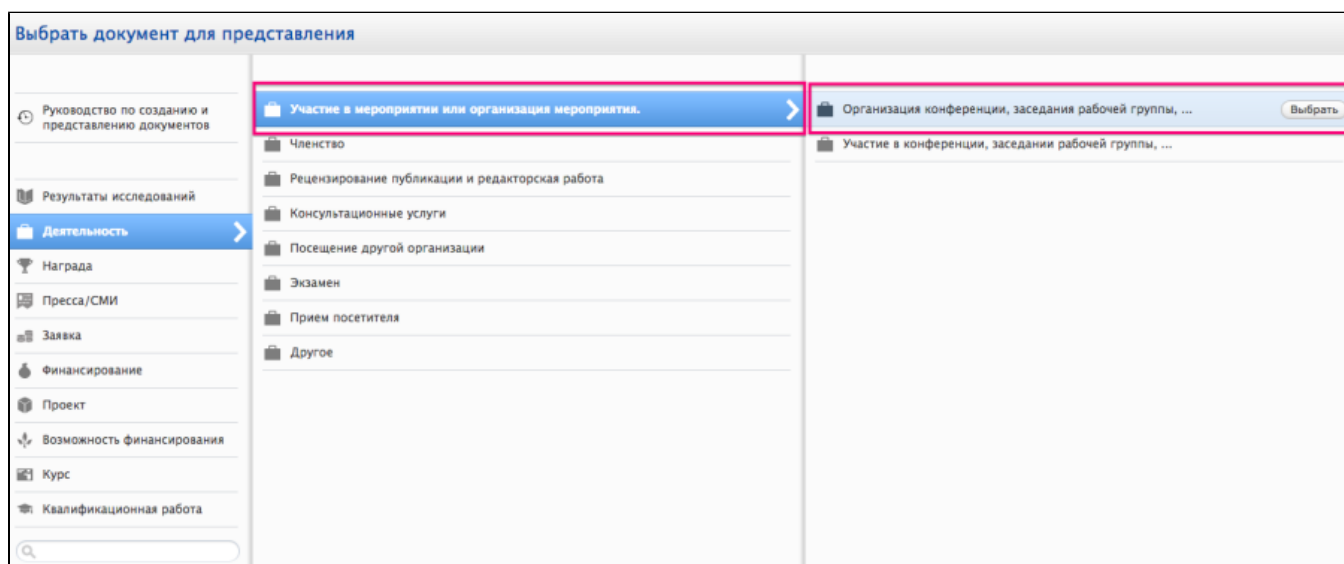 Выбрать документ для представления
Руководство по созданию и
представлению документов
Результаты исследований
Деятельность
Награда
Пресса/СМИ
Заявка
Финансирование
Проект
Возможность финансирования
Курс
Квалификационная работа
Участие в мероприятии или организация мероприятия.
Членство
Рецензирование публикации и редакторская работа
Консультационные услуги
Посещение другой организации
Экзамен
Прием посетителя
Другое
Организация конференции, заседания рабочей группы, ... Выбрать
Участие в конференции, заседании рабочей группы, ...